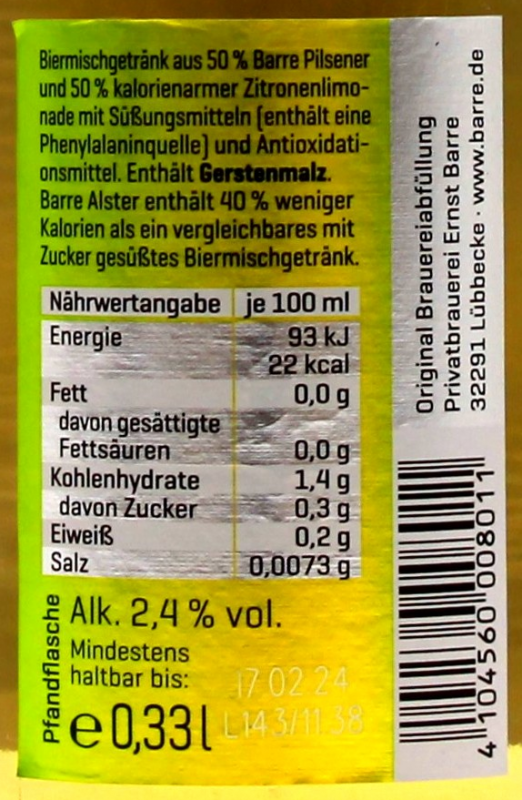 Biermischgetränk aus 50 % Barre Pilsener
und 50 % kalorienarmer Zitronenlimo-
nade mit Süßungsmitteln (enthält eine
Phenylalaninquelle) und Antioxidati-
onsmittel. Enthält Gerstenmalz.
Barre Alster enthält 40 % weniger
Kalorien als ein vergleichbares mit
Zucker gesüßtes Biermischgetränk.
Nährwertangabe je 100 ml
Energie 93 kJ
22 kcal
Fett 0,0 g
davon gesättigte
Fettsäuren 0,0 g
Kohlenhydrate 1,4 g
davon Zucker 0,3 g
Eiweiß 0,2 g
Salz 0,0073 g
Pfandflasche
Alk. 2,4 % vol.
Mindestens
haltbar bis: 17 02 24
e 0,33 l L143/11 38
Original Brauereiabfüllung
Privatbrauerei Ernst Barre
32291 Lübbecke · www.barre.de
4 104560 008011